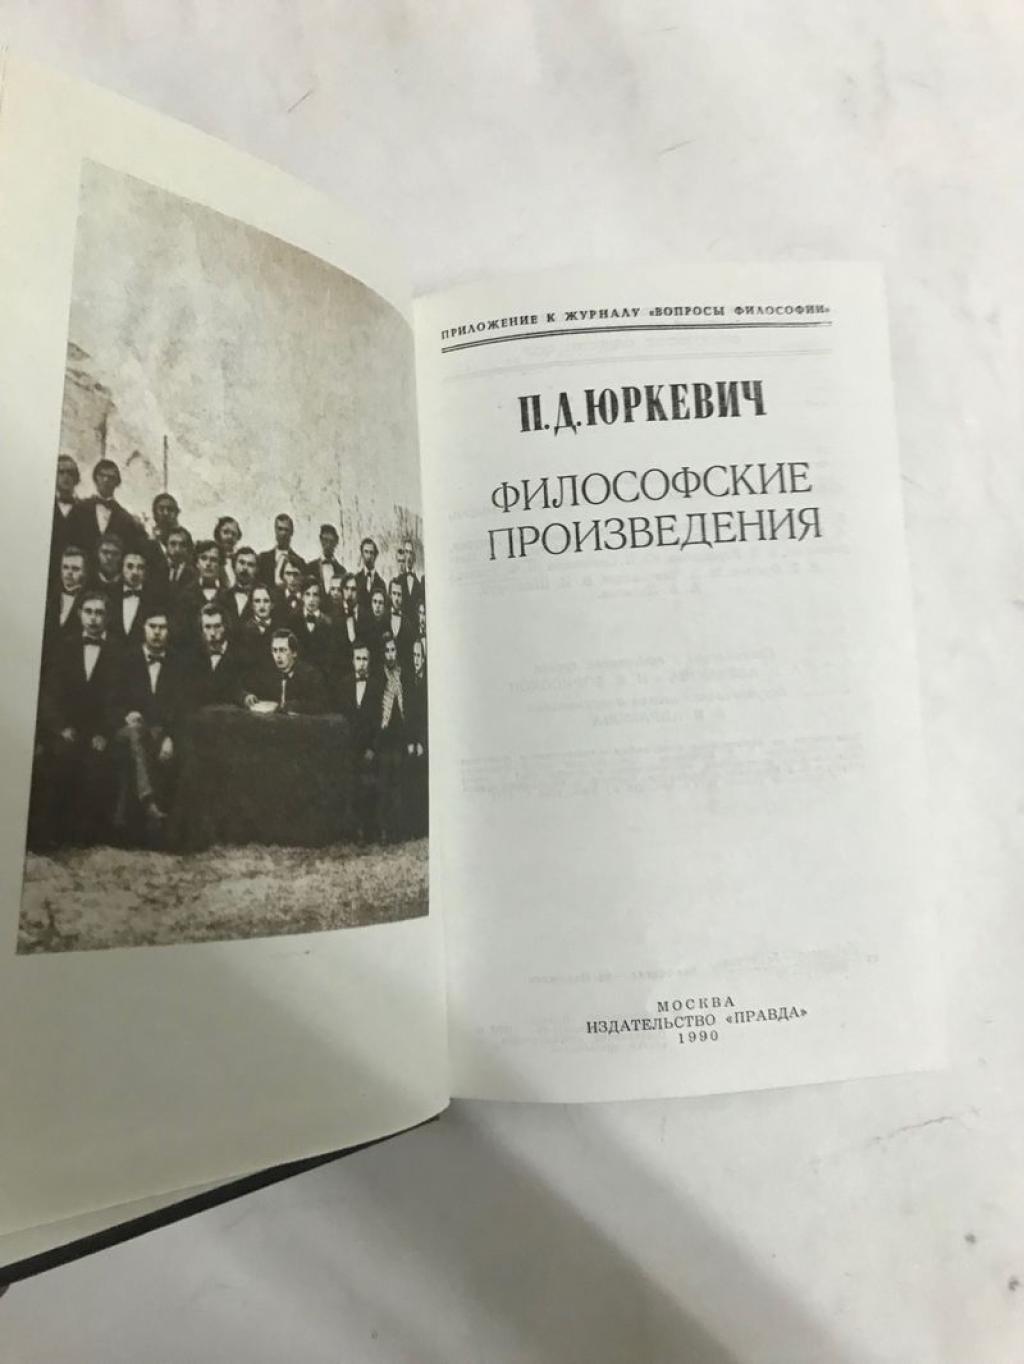 ПРИЛОЖЕНИЕ К ЖУРНАЛУ «ВОПРОСЫ ФИЛОСОФИИ»
П.Д.ЮРКЕВИЧ
ФИЛОСОФСКИЕ
ПРОИЗВЕДЕНИЯ
МОСКВА
ИЗДАТЕЛЬСТВО «ПРАВДА»
1990